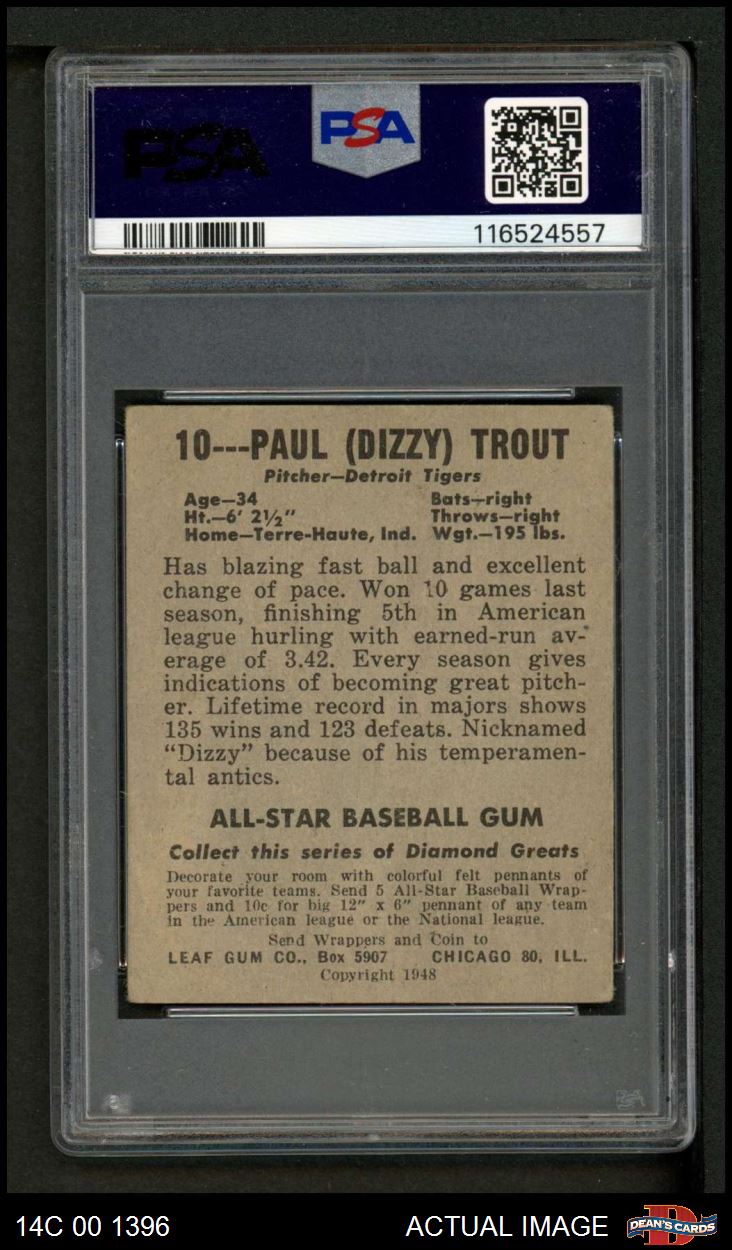 PSA
PSA
116524557
10---PAUL (DIZZY) TROUT
Pitcher—Detroit Tigers
Age—34 Bats—right
Ht.—6' 2½" Throws—right
Home—Terre-Haute, Ind. Wgt.—195 lbs.
Has blazing fast ball and excellent
change of pace. Won 10 games last
season, finishing 5th in American
league hurling with earned-run av-
erage of 3.42. Every season gives
indications of becoming great pitch-
er. Lifetime record in majors shows
135 wins and 123 defeats. Nicknamed
“Dizzy” because of his temperamen-
tal antics.
ALL-STAR BASEBALL GUM
Collect this series of Diamond Greats
Decorate your room with colorful felt pennants of
your favorite teams. Send 5 All-Star Baseball Wrap-
pers and 10c for big 12" x 6" pennant of any team
in the American league or the National league.
Send Wrappers and Coin to
LEAF GUM CO., Box 5907 CHICAGO 80, ILL.
Copyright 1948
14C 00 1396 ACTUAL IMAGE DEAN'S CARDS